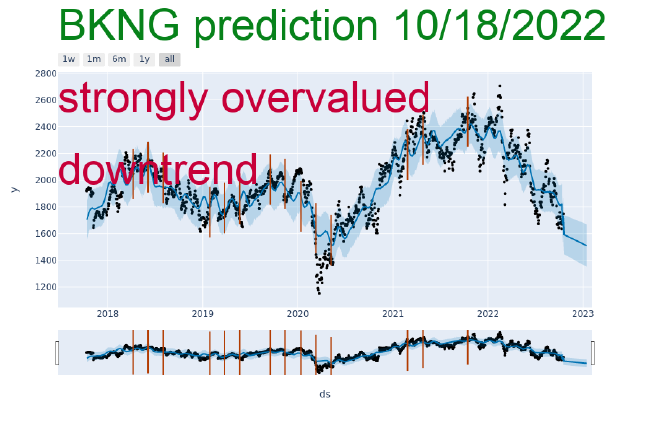 BKNG prediction 10/18/2022
1w 1m 6m 1y all
2800
strongly overvalued
2600
2400
2200
downtrend
2000
1800
1600
1400
1200
y
2018 2019 2020 2021 2022 2023
ds